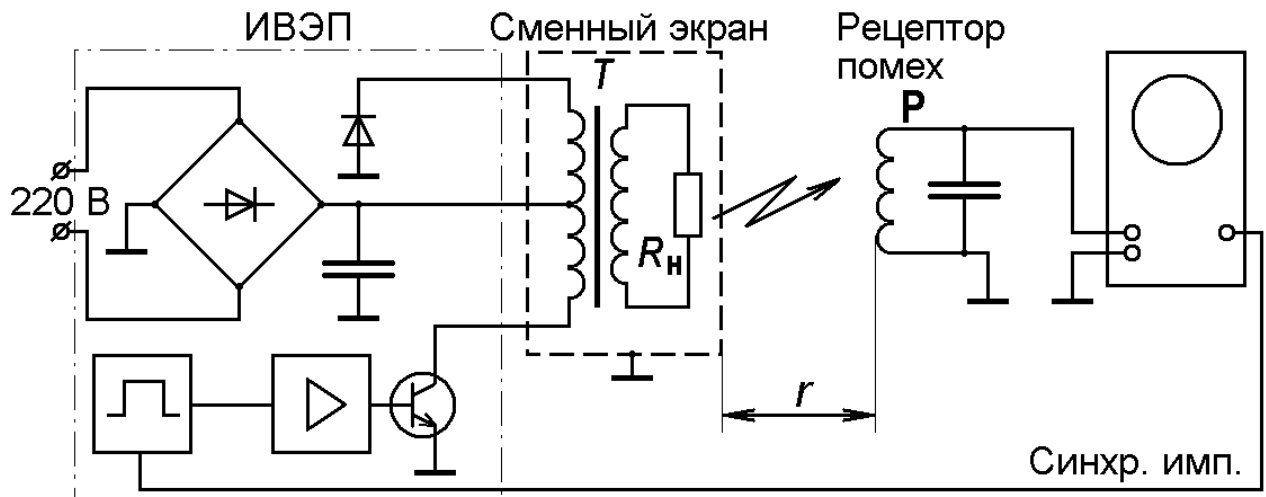 ИВЭП
Сменный экран
Рецептор
помех
T
P
220 В
Rн
r
Синхр. имп.